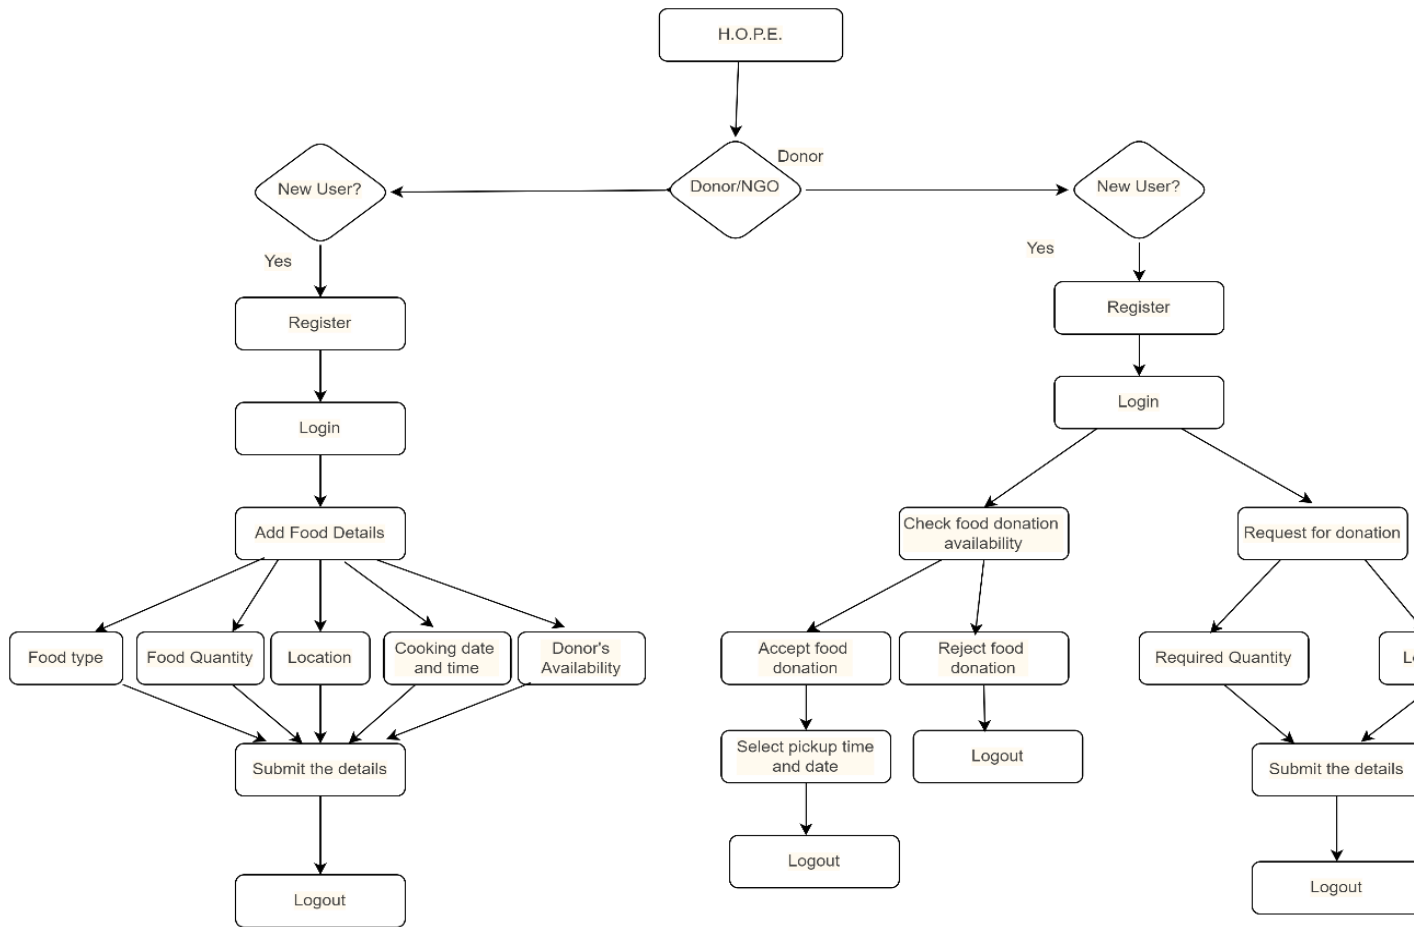 H.O.P.E.
Donor
New User?
Donor/NGO
New User?
Yes
Yes
Register
Register
Login
Login
Add Food Details
Check food donation
availability
Request for donation
Food type
Food Quantity
Location
Cooking date
and time
Donor's
Availability
Accept food
donation
Reject food
donation
Required Quantity
Submit the details
Select pickup time
and date
Logout
Submit the details
Logout
Logout
Logout